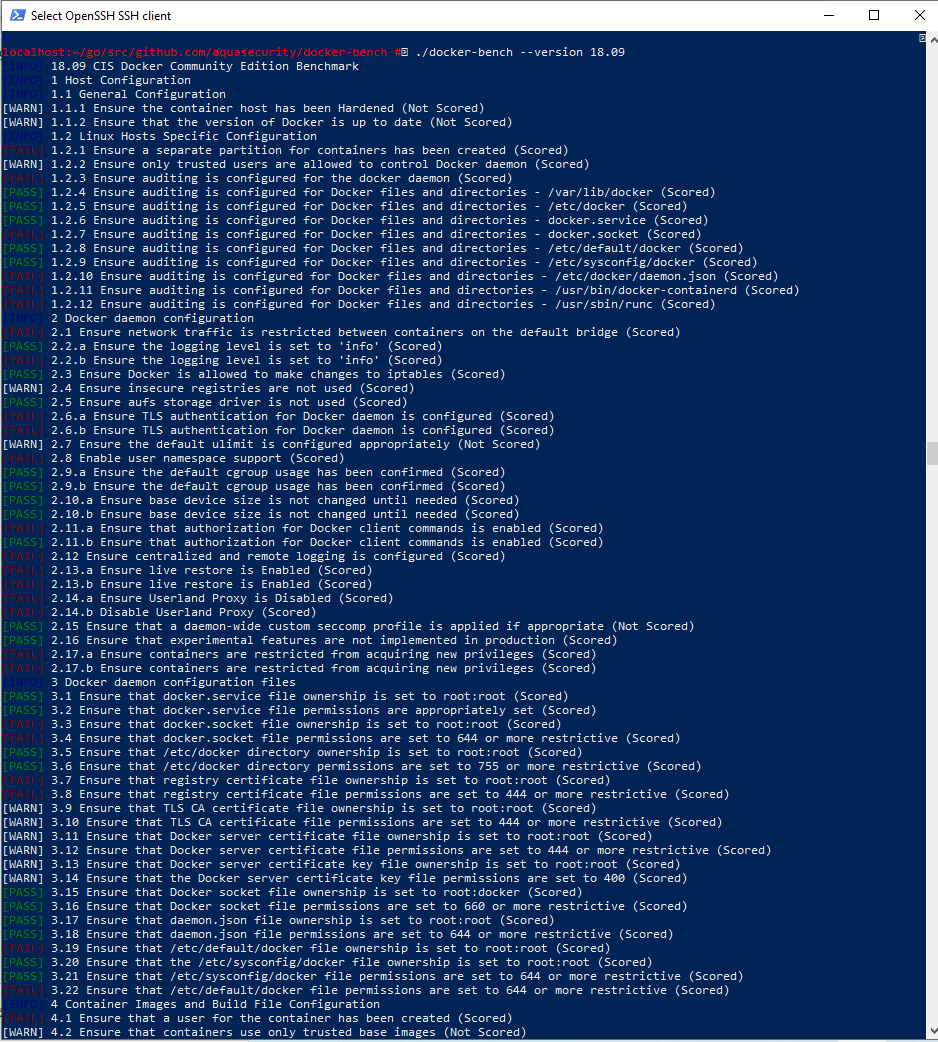 Select OpenSSH SSH client
localhost:~/go/src/github.com/aquasecurity/docker-bench # ./docker-bench --version 18.09
[INFO] 18.09 CIS Docker Community Edition Benchmark
[INFO] 1 Host Configuration
[INFO] 1.1 General Configuration
[WARN] 1.1.1 Ensure the container host has been Hardened (Not Scored)
[WARN] 1.1.2 Ensure that the version of Docker is up to date (Not Scored)
[INFO] 1.2 Linux Hosts Specific Configuration
[FAIL] 1.2.1 Ensure a separate partition for containers has been created (Scored)
[WARN] 1.2.2 Ensure only trusted users are allowed to control Docker daemon (Scored)
[FAIL] 1.2.3 Ensure auditing is configured for the docker daemon (Scored)
[PASS] 1.2.4 Ensure auditing is configured for Docker files and directories - /var/lib/docker (Scored)
[PASS] 1.2.5 Ensure auditing is configured for Docker files and directories - /etc/docker (Scored)
[PASS] 1.2.6 Ensure auditing is configured for Docker files and directories - docker.service (Scored)
[FAIL] 1.2.7 Ensure auditing is configured for Docker files and directories - docker.socket (Scored)
[PASS] 1.2.8 Ensure auditing is configured for Docker files and directories - /etc/default/docker (Scored)
[PASS] 1.2.9 Ensure auditing is configured for Docker files and directories - /etc/sysconfig/docker (Scored)
[FAIL] 1.2.10 Ensure auditing is configured for Docker files and directories - /etc/docker/daemon.json (Scored)
[FAIL] 1.2.11 Ensure auditing is configured for Docker files and directories - /usr/bin/docker-containerd (Scored)
[FAIL] 1.2.12 Ensure auditing is configured for Docker files and directories - /usr/sbin/runc (Scored)
[INFO] 2 Docker daemon configuration
[FAIL] 2.1 Ensure network traffic is restricted between containers on the default bridge (Scored)
[PASS] 2.2.a Ensure the logging level is set to 'info' (Scored)
[FAIL] 2.2.b Ensure the logging level is set to 'info' (Scored)
[PASS] 2.3 Ensure Docker is allowed to make changes to iptables (Scored)
[WARN] 2.4 Ensure insecure registries are not used (Scored)
[PASS] 2.5 Ensure aufs storage driver is not used (Scored)
[FAIL] 2.6.a Ensure TLS authentication for Docker daemon is configured (Scored)
[FAIL] 2.6.b Ensure TLS authentication for Docker daemon is configured (Scored)
[WARN] 2.7 Ensure the default ulimit is configured appropriately (Not Scored)
[FAIL] 2.8 Enable user namespace support (Scored)
[PASS] 2.9.a Ensure the default cgroup usage has been confirmed (Scored)
[PASS] 2.9.b Ensure the default cgroup usage has been confirmed (Scored)
[PASS] 2.10.a Ensure base device size is not changed until needed (Scored)
[PASS] 2.10.b Ensure base device size is not changed until needed (Scored)
[FAIL] 2.11.a Ensure that authorization for Docker client commands is enabled (Scored)
[PASS] 2.11.b Ensure that authorization for Docker client commands is enabled (Scored)
[FAIL] 2.12 Ensure centralized and remote logging is configured (Scored)
[FAIL] 2.13.a Ensure live restore is Enabled (Scored)
[FAIL] 2.13.b Ensure live restore is Enabled (Scored)
[FAIL] 2.14.a Ensure Userland Proxy is Disabled (Scored)
[FAIL] 2.14.b Disable Userland Proxy (Scored)
[PASS] 2.15 Ensure that a daemon-wide custom seccomp profile is applied if appropriate (Not Scored)
[PASS] 2.16 Ensure that experimental features are not implemented in production (Scored)
[FAIL] 2.17.a Ensure containers are restricted from acquiring new privileges (Scored)
[FAIL] 2.17.b Ensure containers are restricted from acquiring new privileges (Scored)
[INFO] 3 Docker daemon configuration files
[PASS] 3.1 Ensure that docker.service file ownership is set to root:root (Scored)
[PASS] 3.2 Ensure that docker.service file permissions are appropriately set (Scored)
[FAIL] 3.3 Ensure that docker.socket file ownership is set to root:root (Scored)
[FAIL] 3.4 Ensure that docker.socket file permissions are set to 644 or more restrictive (Scored)
[PASS] 3.5 Ensure that /etc/docker directory ownership is set to root:root (Scored)
[PASS] 3.6 Ensure that /etc/docker directory permissions are set to 755 or more restrictive (Scored)
[FAIL] 3.7 Ensure that registry certificate file ownership is set to root:root (Scored)
[FAIL] 3.8 Ensure that registry certificate file permissions are set to 444 or more restrictive (Scored)
[WARN] 3.9 Ensure that TLS CA certificate file ownership is set to root:root (Scored)
[WARN] 3.10 Ensure that TLS CA certificate file permissions are set to 444 or more restrictive (Scored)
[WARN] 3.11 Ensure that Docker server certificate file ownership is set to root:root (Scored)
[WARN] 3.12 Ensure that Docker server certificate file permissions are set to 444 or more restrictive (Scored)
[WARN] 3.13 Ensure that Docker server certificate key file ownership is set to root:root (Scored)
[WARN] 3.14 Ensure that the Docker server certificate key file permissions are set to 400 (Scored)
[PASS] 3.15 Ensure that Docker socket file ownership is set to root:docker (Scored)
[PASS] 3.16 Ensure that Docker socket file permissions are set to 660 or more restrictive (Scored)
[PASS] 3.17 Ensure that daemon.json file ownership is set to root:root (Scored)
[PASS] 3.18 Ensure that daemon.json file permissions are set to 644 or more restrictive (Scored)
[FAIL] 3.19 Ensure that /etc/default/docker file ownership is set to root:root (Scored)
[PASS] 3.20 Ensure that the /etc/sysconfig/docker file ownership is set to root:root (Scored)
[PASS] 3.21 Ensure that /etc/sysconfig/docker file permissions are set to 644 or more restrictive (Scored)
[FAIL] 3.22 Ensure that /etc/default/docker file permissions are set to 644 or more restrictive (Scored)
[INFO] 4 Container Images and Build File Configuration
[FAIL] 4.1 Ensure that a user for the container has been created (Scored)
[WARN] 4.2 Ensure that containers use only trusted base images (Not Scored)